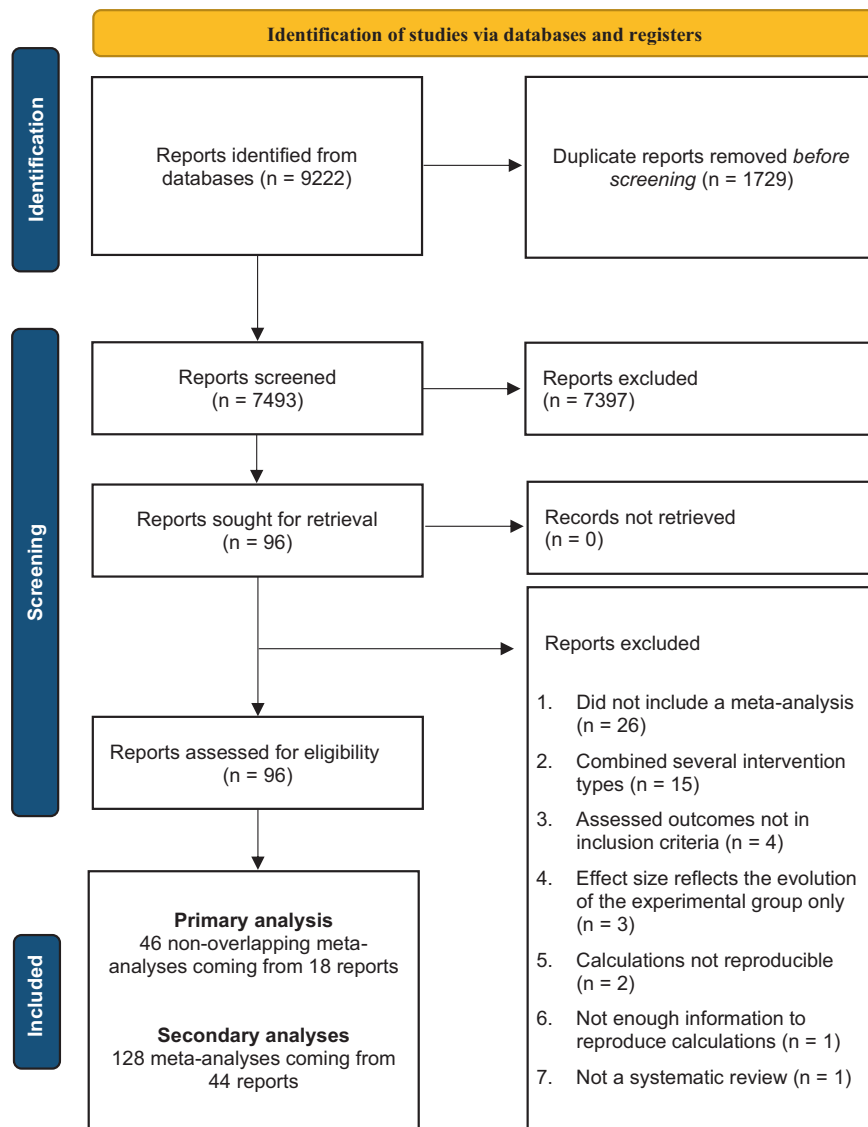 Identification of studies via databases and registers
Identification
Reports identified from
databases (n = 9222)
Duplicate reports removed before
screening (n = 1729)
Screening
Reports screened
(n = 7493)
Reports excluded
(n = 7397)
Reports sought for retrieval
(n = 96)
Records not retrieved
(n = 0)
Reports assessed for eligibility
(n = 96)
Reports excluded
1. Did not include a meta-analysis
(n = 26)
2. Combined several intervention
types (n = 15)
3. Assessed outcomes not in
inclusion criteria (n = 4)
4. Effect size reflects the evolution
of the experimental group only
(n = 3)
5. Calculations not reproducible
(n = 2)
6. Not enough information to
reproduce calculations (n = 1)
7. Not a systematic review (n = 1)
Included
Primary analysis
46 non-overlapping meta-
analyses coming from 18 reports
Secondary analyses
128 meta-analyses coming from
44 reports